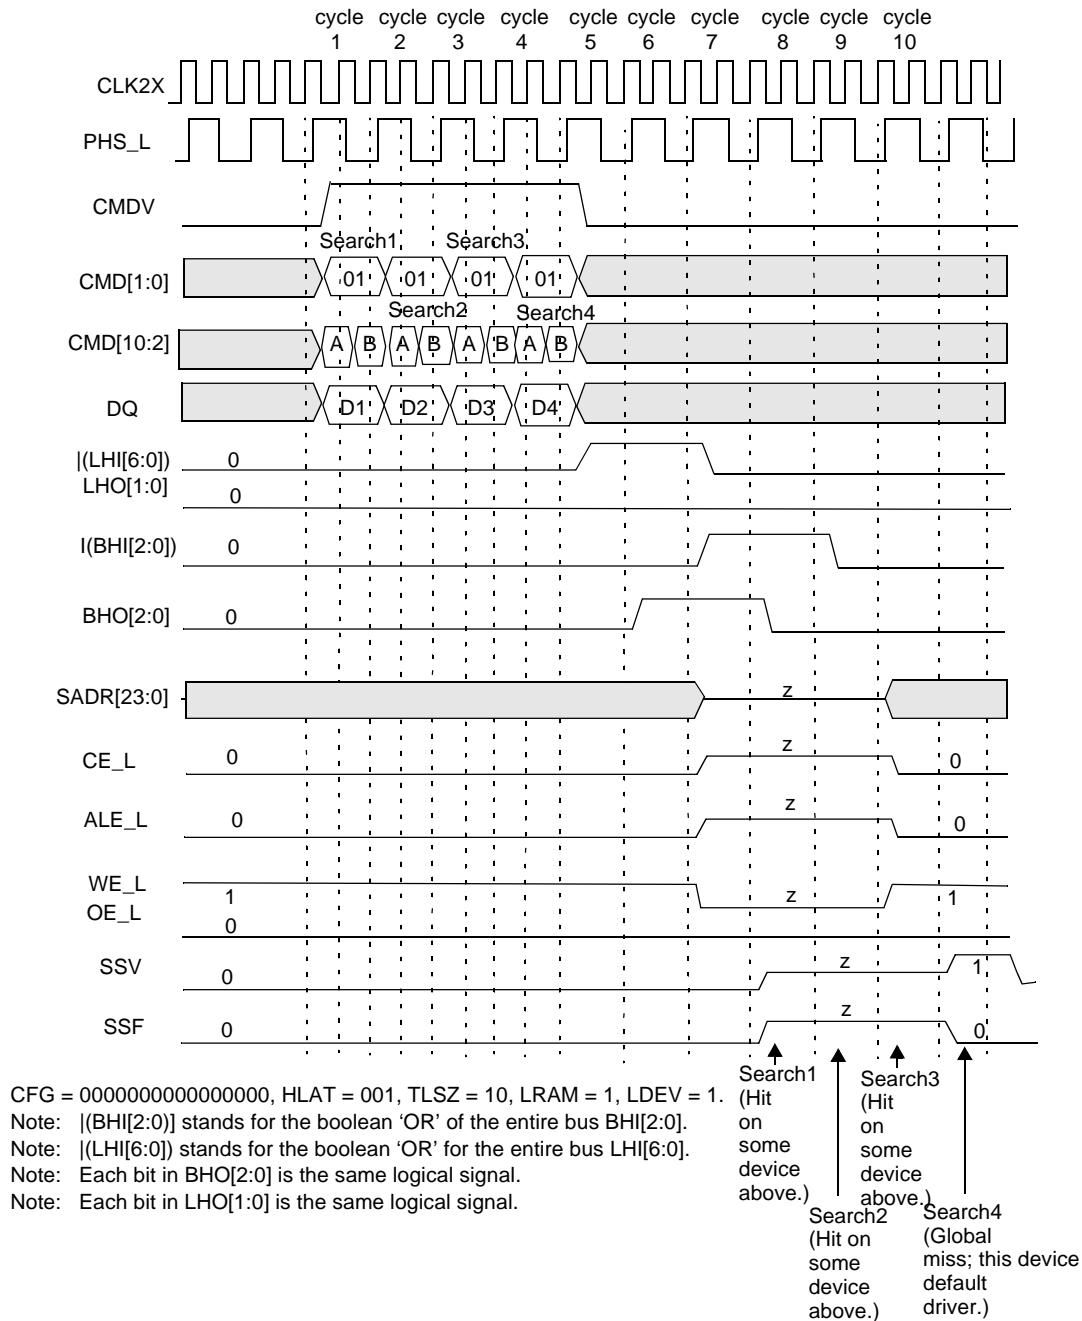 cycle cycle cycle cycle cycle cycle cycle cycle cycle cycle
1 2 3 4 5 6 7 8 9 10
CLK2X
PHS_L
CMDV
Search1 Search3
CMD[1:0] 01 01 01 01
Search2 Search4
CMD[10:2] A B A B A B A B
DQ D1 D2 D3 D4
|(LHI[6:0]) 0
LHO[1:0] 0
I(BHI[2:0]) 0
BHO[2:0] 0
SADR[23:0] z
CE_L 0 z 0
ALE_L 0 z 0
WE_L 1 z 1
OE_L 0
SSV 0 z 1
SSF 0 z 0
Search1
(Hit
on
some
device
above.)
Search3
(Hit
on
some
device
above.)
Search2
(Hit on
some
device
above.)
Search4
(Global
miss; this device
default
driver.)
CFG = 0000000000000000, HLAT = 001, TLSZ = 10, LRAM = 1, LDEV = 1.
Note: |(BHI[2:0)] stands for the boolean ‘OR’ of the entire bus BHI[2:0].
Note: |(LHI[6:0]) stands for the boolean ‘OR’ for the entire bus LHI[6:0].
Note: Each bit in BHO[2:0] is the same logical signal.
Note: Each bit in LHO[1:0] is the same logical signal.